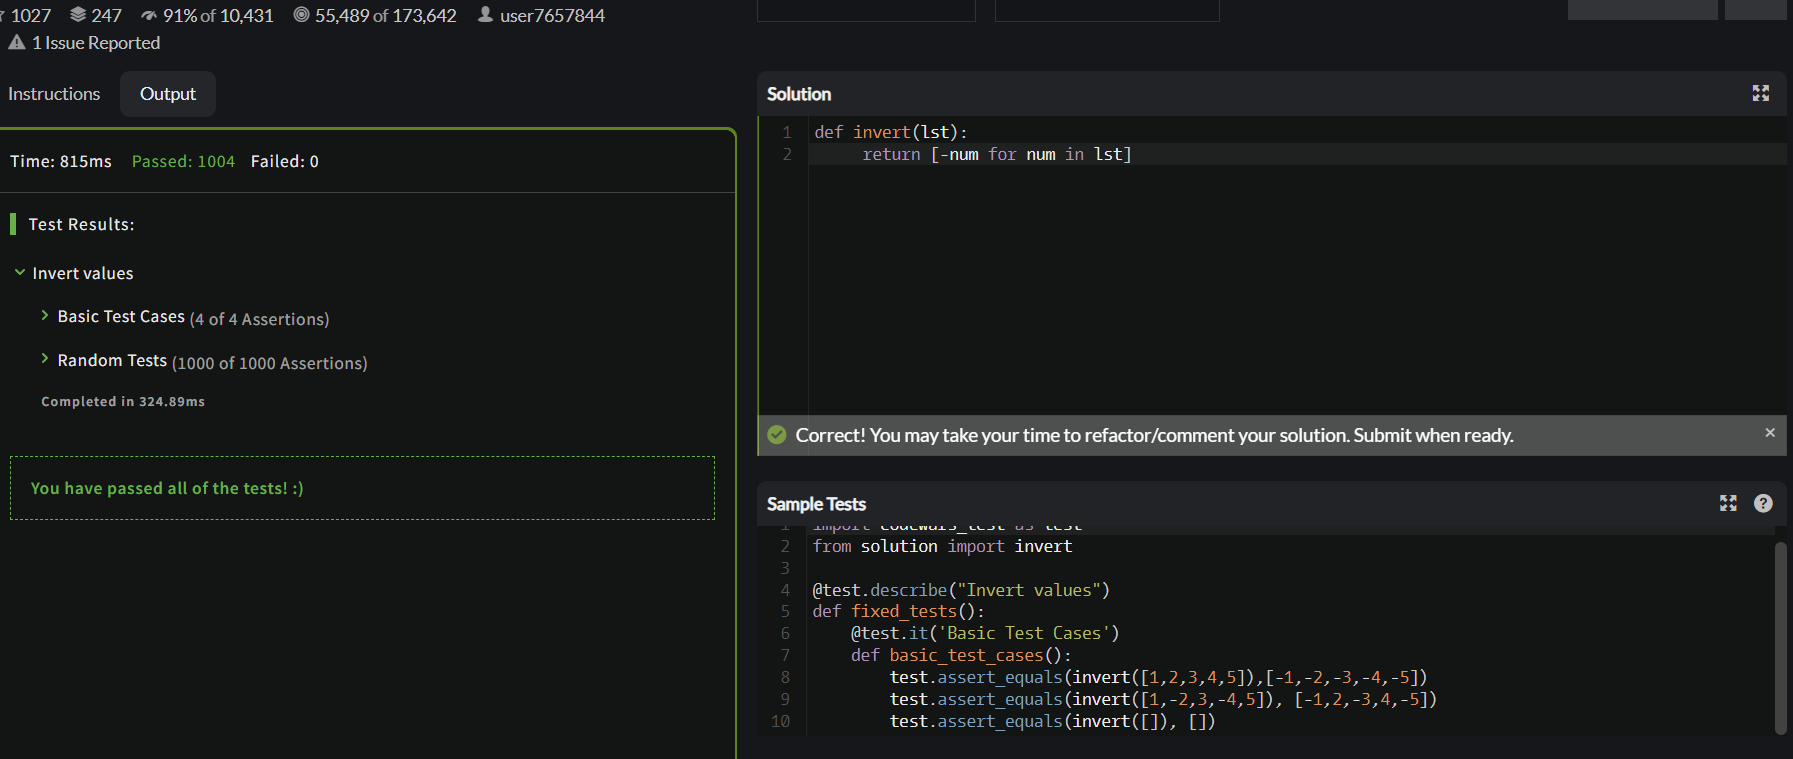 1027 247 91% of 10,431 55,489 of 173,642 user7657844
1 Issue Reported
Instructions Output
Time: 815ms Passed: 1004 Failed: 0
Test Results:
Invert values
Basic Test Cases (4 of 4 Assertions)
Random Tests (1000 of 1000 Assertions)
Completed in 324.89ms
You have passed all of the tests! :)
Solution
1 def invert(lst):
2 return [-num for num in lst]
Correct! You may take your time to refactor/comment your solution. Submit when ready. ×
Sample Tests ?
1 import codewars_test as test
2 from solution import invert
3
4 @test.describe("Invert values")
5 def fixed_tests():
6 @test.it('Basic Test Cases')
7 def basic_test_cases():
8 test.assert_equals(invert([1,2,3,4,5]),[-1,-2,-3,-4,-5])
9 test.assert_equals(invert([1,-2,3,-4,5]), [-1,2,-3,4,-5])
10 test.assert_equals(invert([]), [])